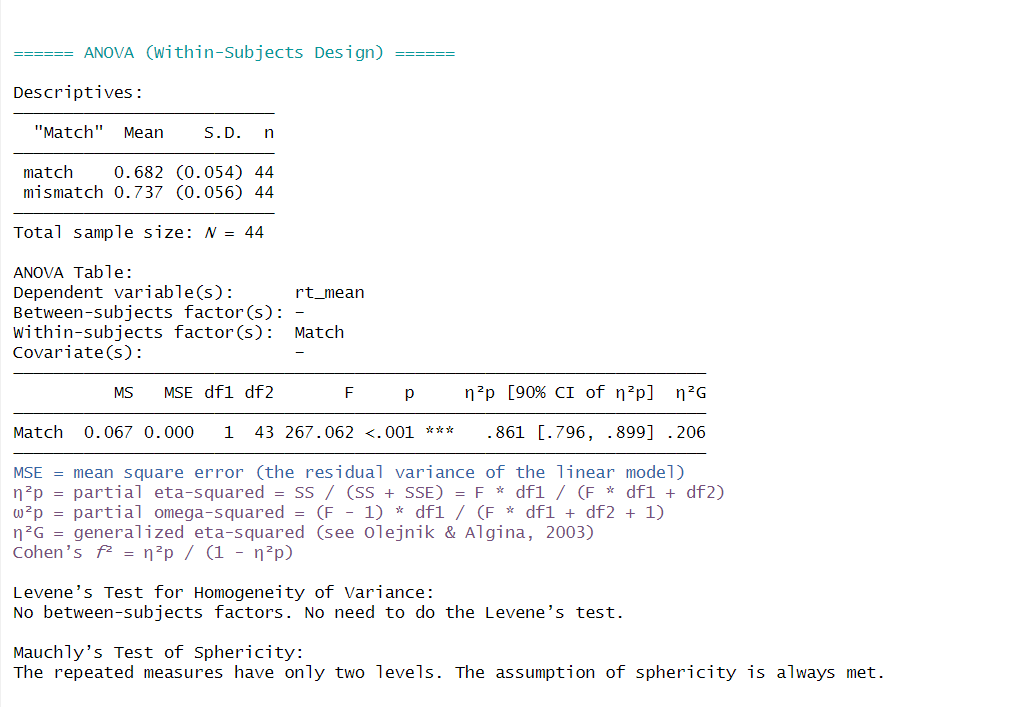 ====== ANOVA (Within-Subjects Design) ======
Descriptives:
"Match" Mean S.D. n
match 0.682 (0.054) 44
mismatch 0.737 (0.056) 44
Total sample size: N = 44
ANOVA Table:
Dependent variable(s): rt_mean
Between-subjects factor(s): –
Within-subjects factor(s): Match
Covariate(s): –
MS MSE df1 df2 F p η²p [90% CI of η²p] η²G
Match 0.067 0.000 1 43 267.062 <.001 *** .861 [.796, .899] .206
MSE = mean square error (the residual variance of the linear model)
η²p = partial eta-squared = SS / (SS + SSE) = F * df1 / (F * df1 + df2)
ω²p = partial omega-squared = (F - 1) * df1 / (F * df1 + df2 + 1)
η²G = generalized eta-squared (see Olejnik & Algina, 2003)
Cohen’s f² = η²p / (1 - η²p)
Levene’s Test for Homogeneity of Variance:
No between-subjects factors. No need to do the Levene’s test.
Mauchly’s Test of Sphericity:
The repeated measures have only two levels. The assumption of sphericity is always met.